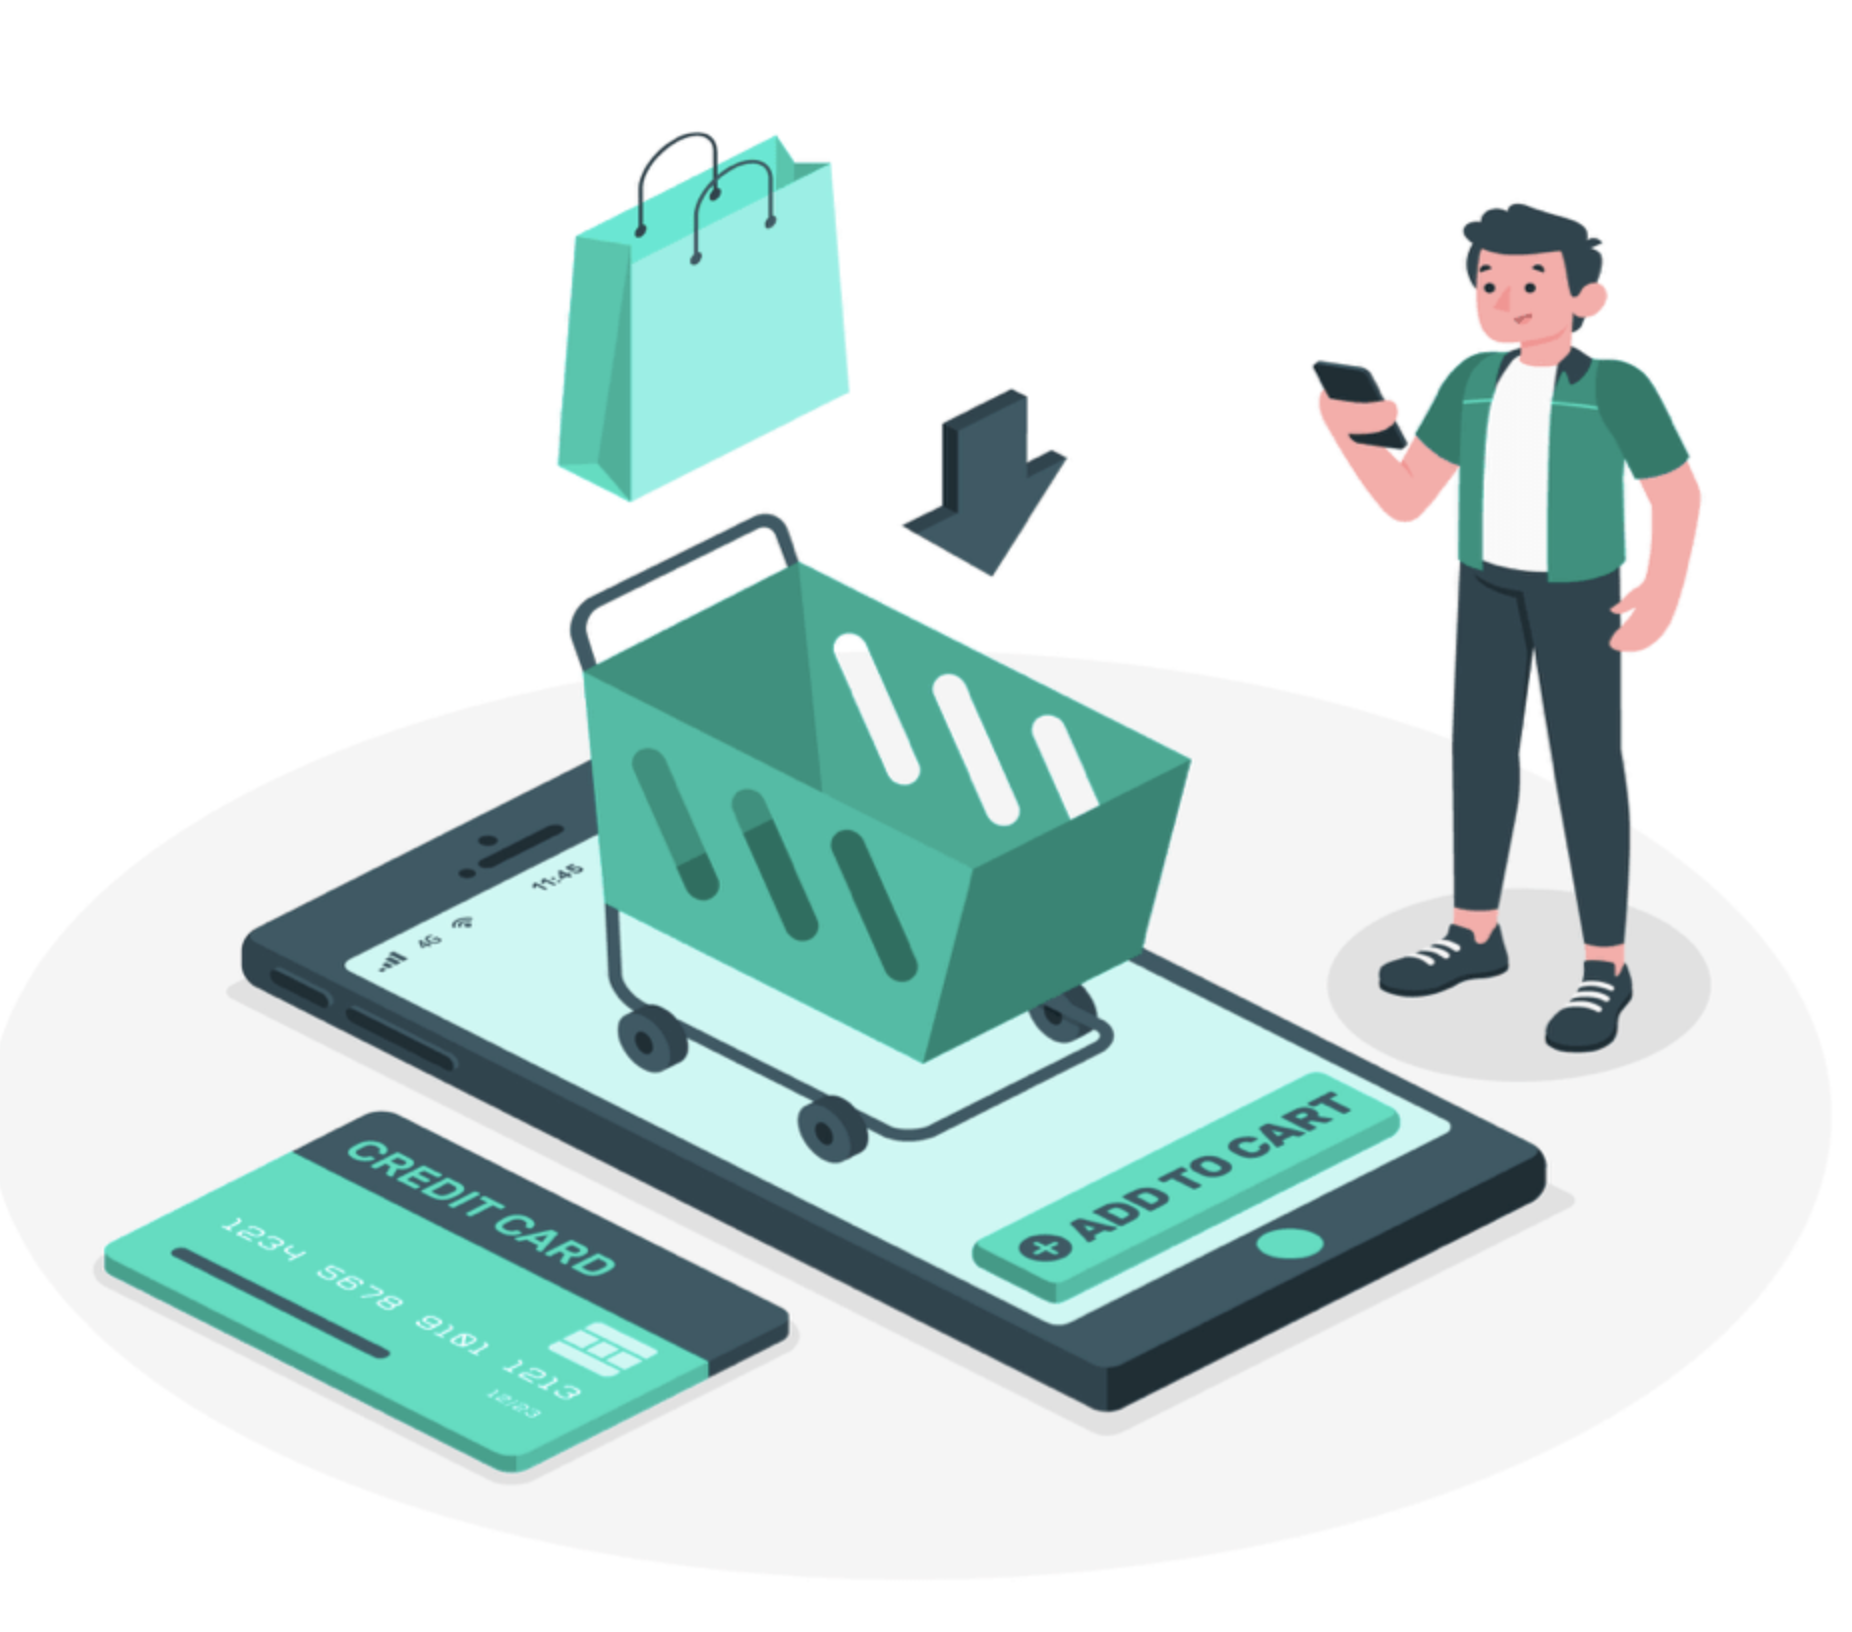 11:45
4G
ADD TO CART
CREDIT CARD
1234 5678 9101 1213
12/23